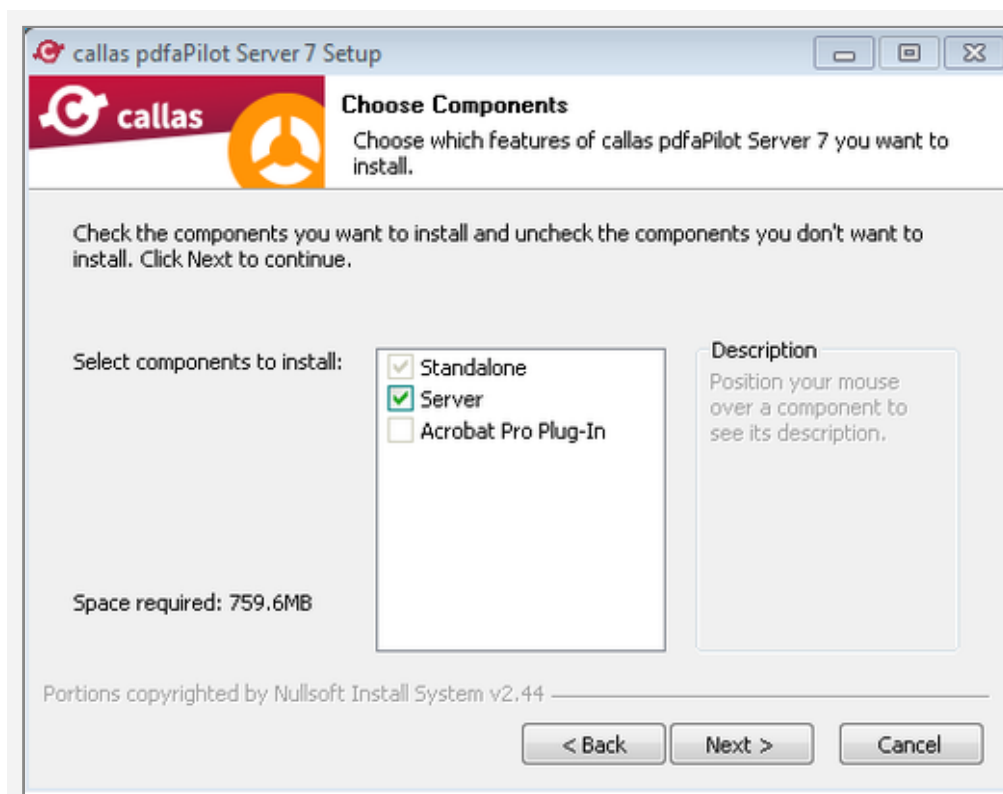 callas pdfaPilot Server 7 Setup
callas
Choose Components
Choose which features of callas pdfaPilot Server 7 you want to
install.
Check the components you want to install and uncheck the components you don't want to
install. Click Next to continue.
Select components to install:
Standalone
Server
Acrobat Pro Plug-In
Description
Position your mouse
over a component to
see its description.
Space required: 759.6MB
Portions copyrighted by Nullsoft Install System v2.44
< Back
Next >
Cancel